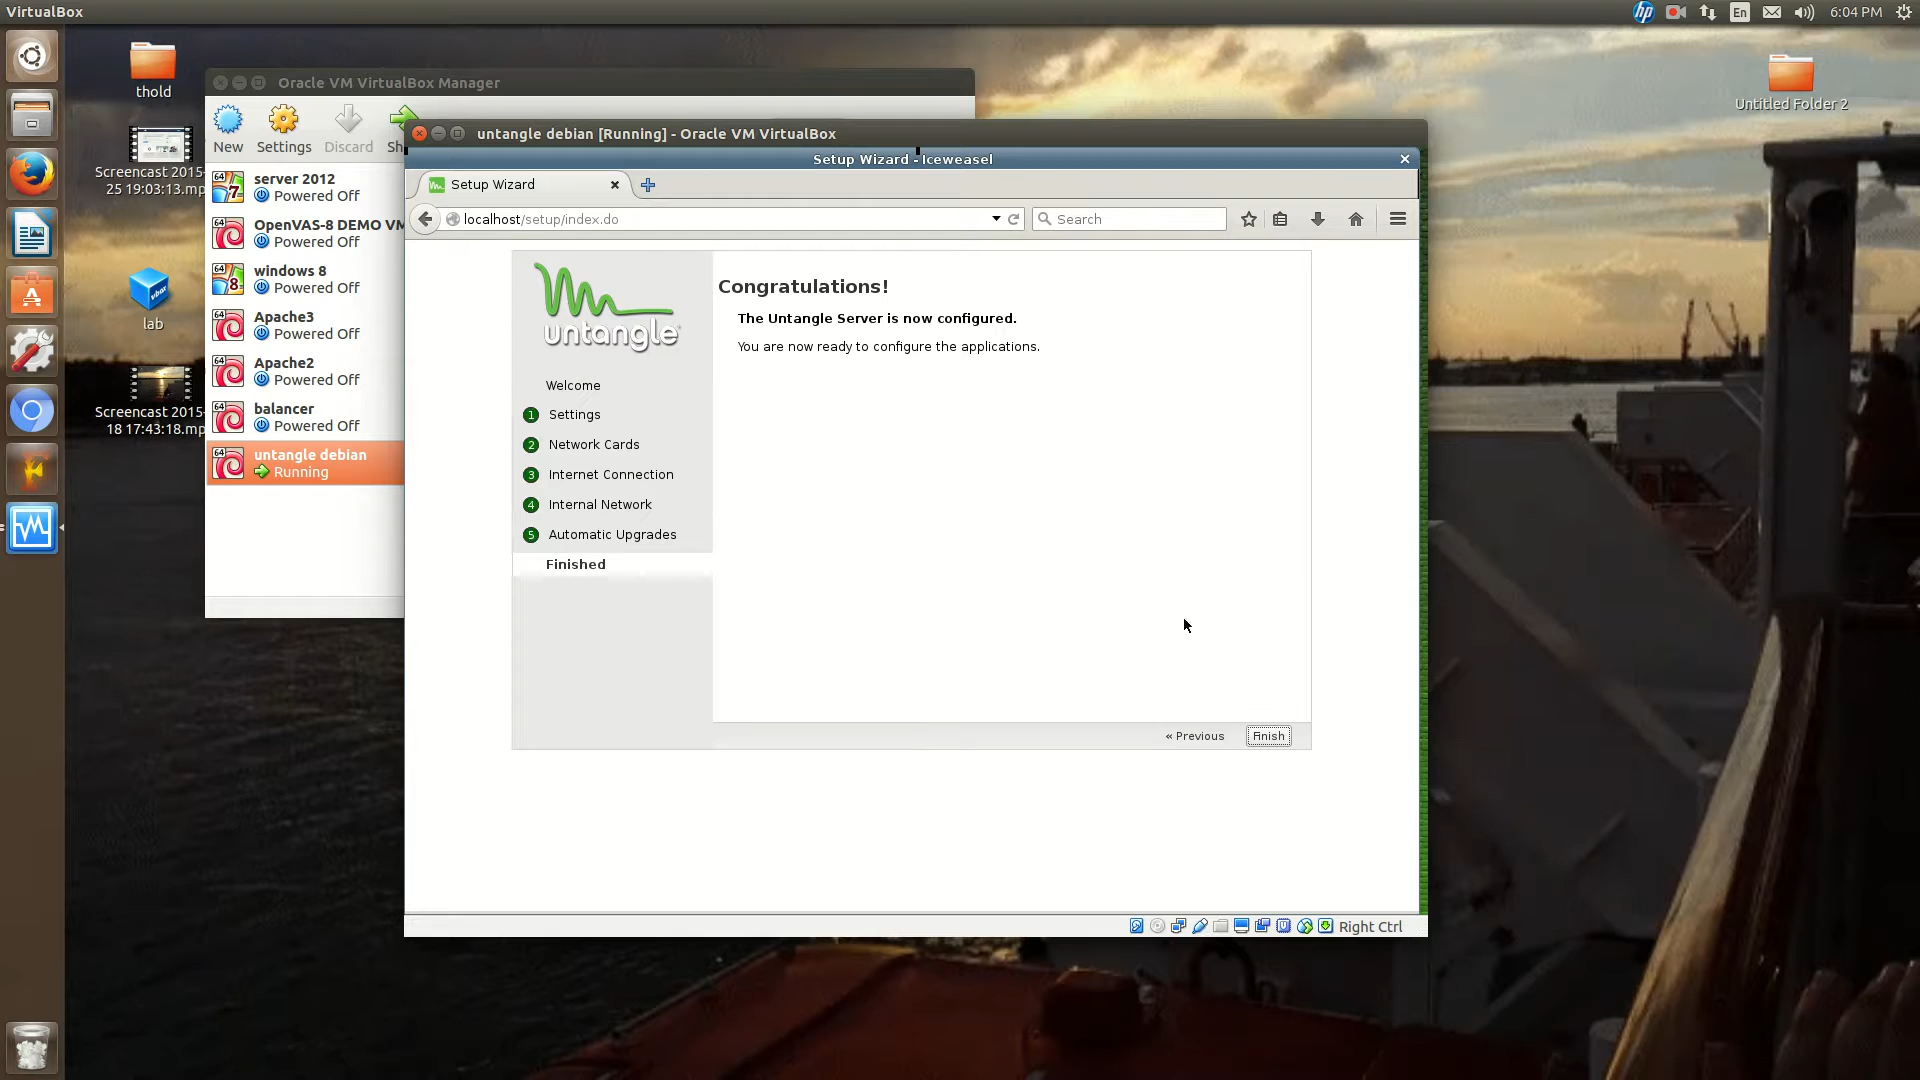 VirtualBox
En
6:04 PM
thold
Screencast 2015-
25 19:03:13.mp
lab
Screencast 2015-
18 17:43:18.mp
Untitled Folder 2
Oracle VM VirtualBox Manager
New
Settings
Discard
Sh
server 2012
Powered Off
OpenVAS-8 DEMO VM
Powered Off
windows 8
Powered Off
Apache3
Powered Off
Apache2
Powered Off
balancer
Powered Off
untangle debian
Running
untangle debian [Running] - Oracle VM VirtualBox
Setup Wizard - Iceweasel
Setup Wizard
localhost/setup/index.do
Search
untangle
Welcome
1 Settings
2 Network Cards
3 Internet Connection
4 Internal Network
5 Automatic Upgrades
Finished
Congratulations!
The Untangle Server is now configured.
You are now ready to configure the applications.
« Previous
Finish
Right Ctrl